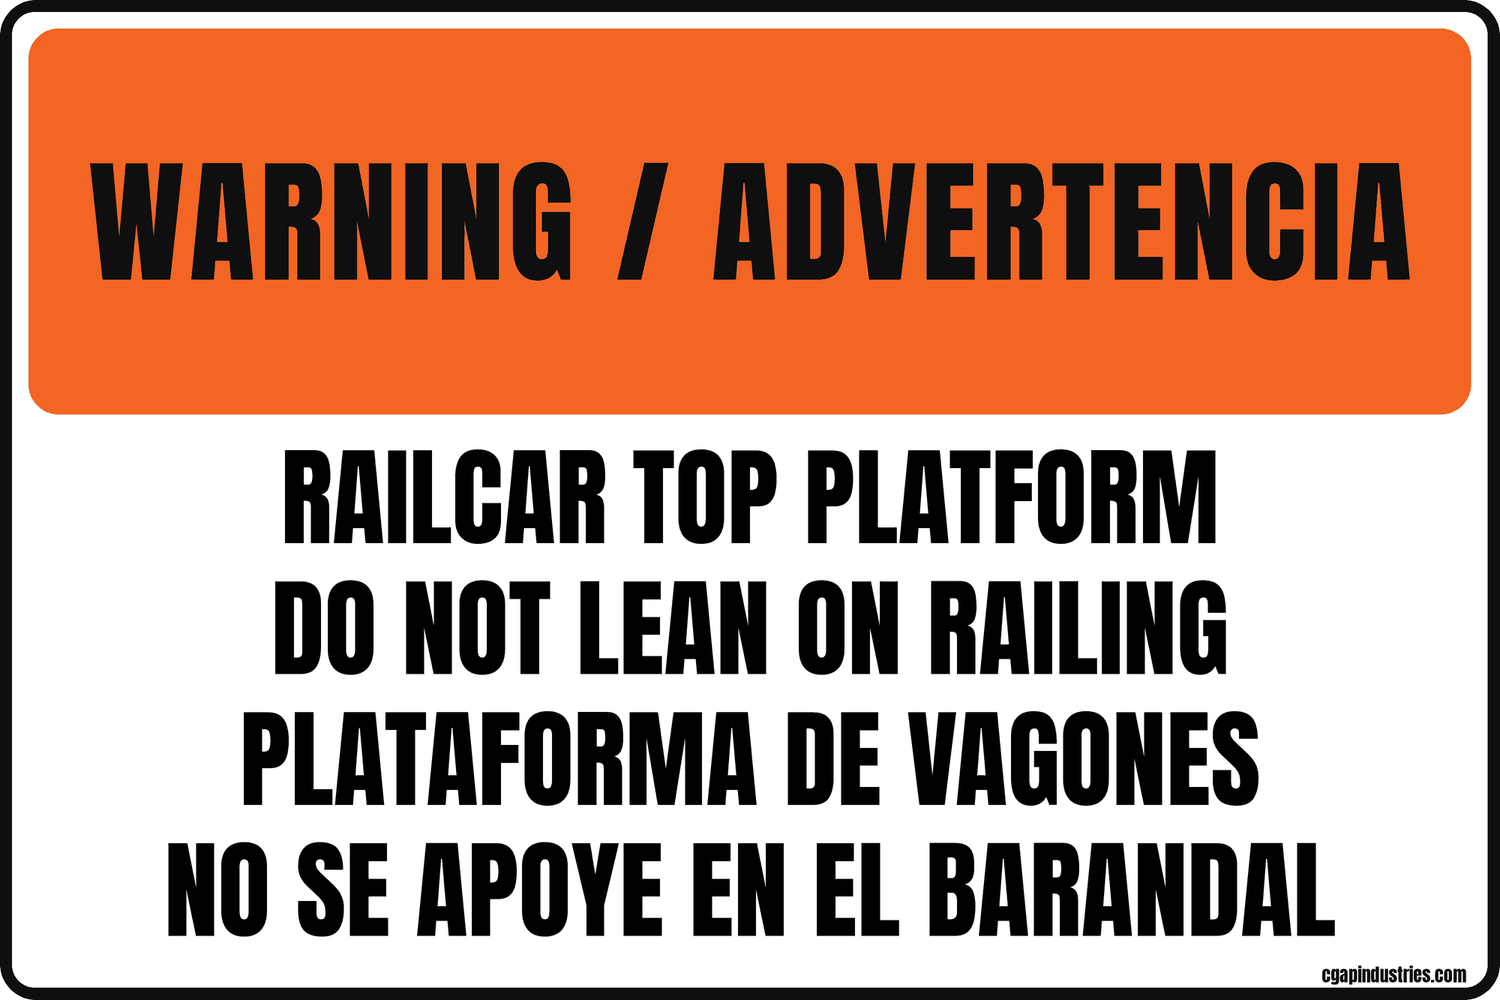 WARNING / ADVERTENCIA
RAILCAR TOP PLATFORM
DO NOT LEAN ON RAILING
PLATAFORMA DE VAGONES
NO SE APOYE EN EL BARANDAL
cgapindustries.com